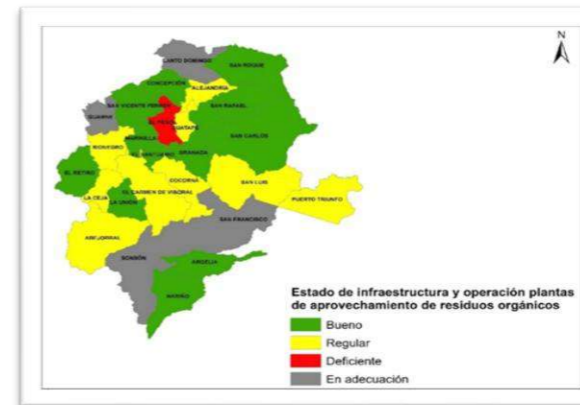 N
SANTO DOMINGO
SAN ROQUE
CONCEPCIÓN
ALEJANDRÍA
SAN VICENTE FERRER
SAN RAFAEL
GUARNE
EL PEÑOL
GUATAPÉ
MARINILLA
SAN CARLOS
RIONEGRO
EL SANTUARIO
GRANADA
EL RETIRO
COCORNÁ
SAN LUIS
EL CARMEN DE VIBORAL
LA CEJA
LA UNIÓN
PUERTO TRIUNFO
SAN FRANCISCO
ABEJORRAL
SONSÓN
ARGELIA
NARIÑO
Estado de infraestructura y operación plantas
de aprovechamiento de residuos orgánicos
Bueno
Regular
Deficiente
En adecuación